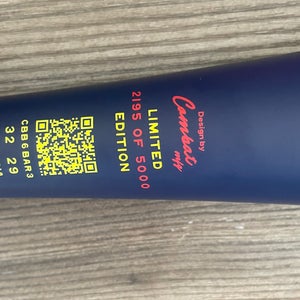 Design by
Combat
LIMITED
2195 OF 5000
EDITION
CBB6BAR3
32 29